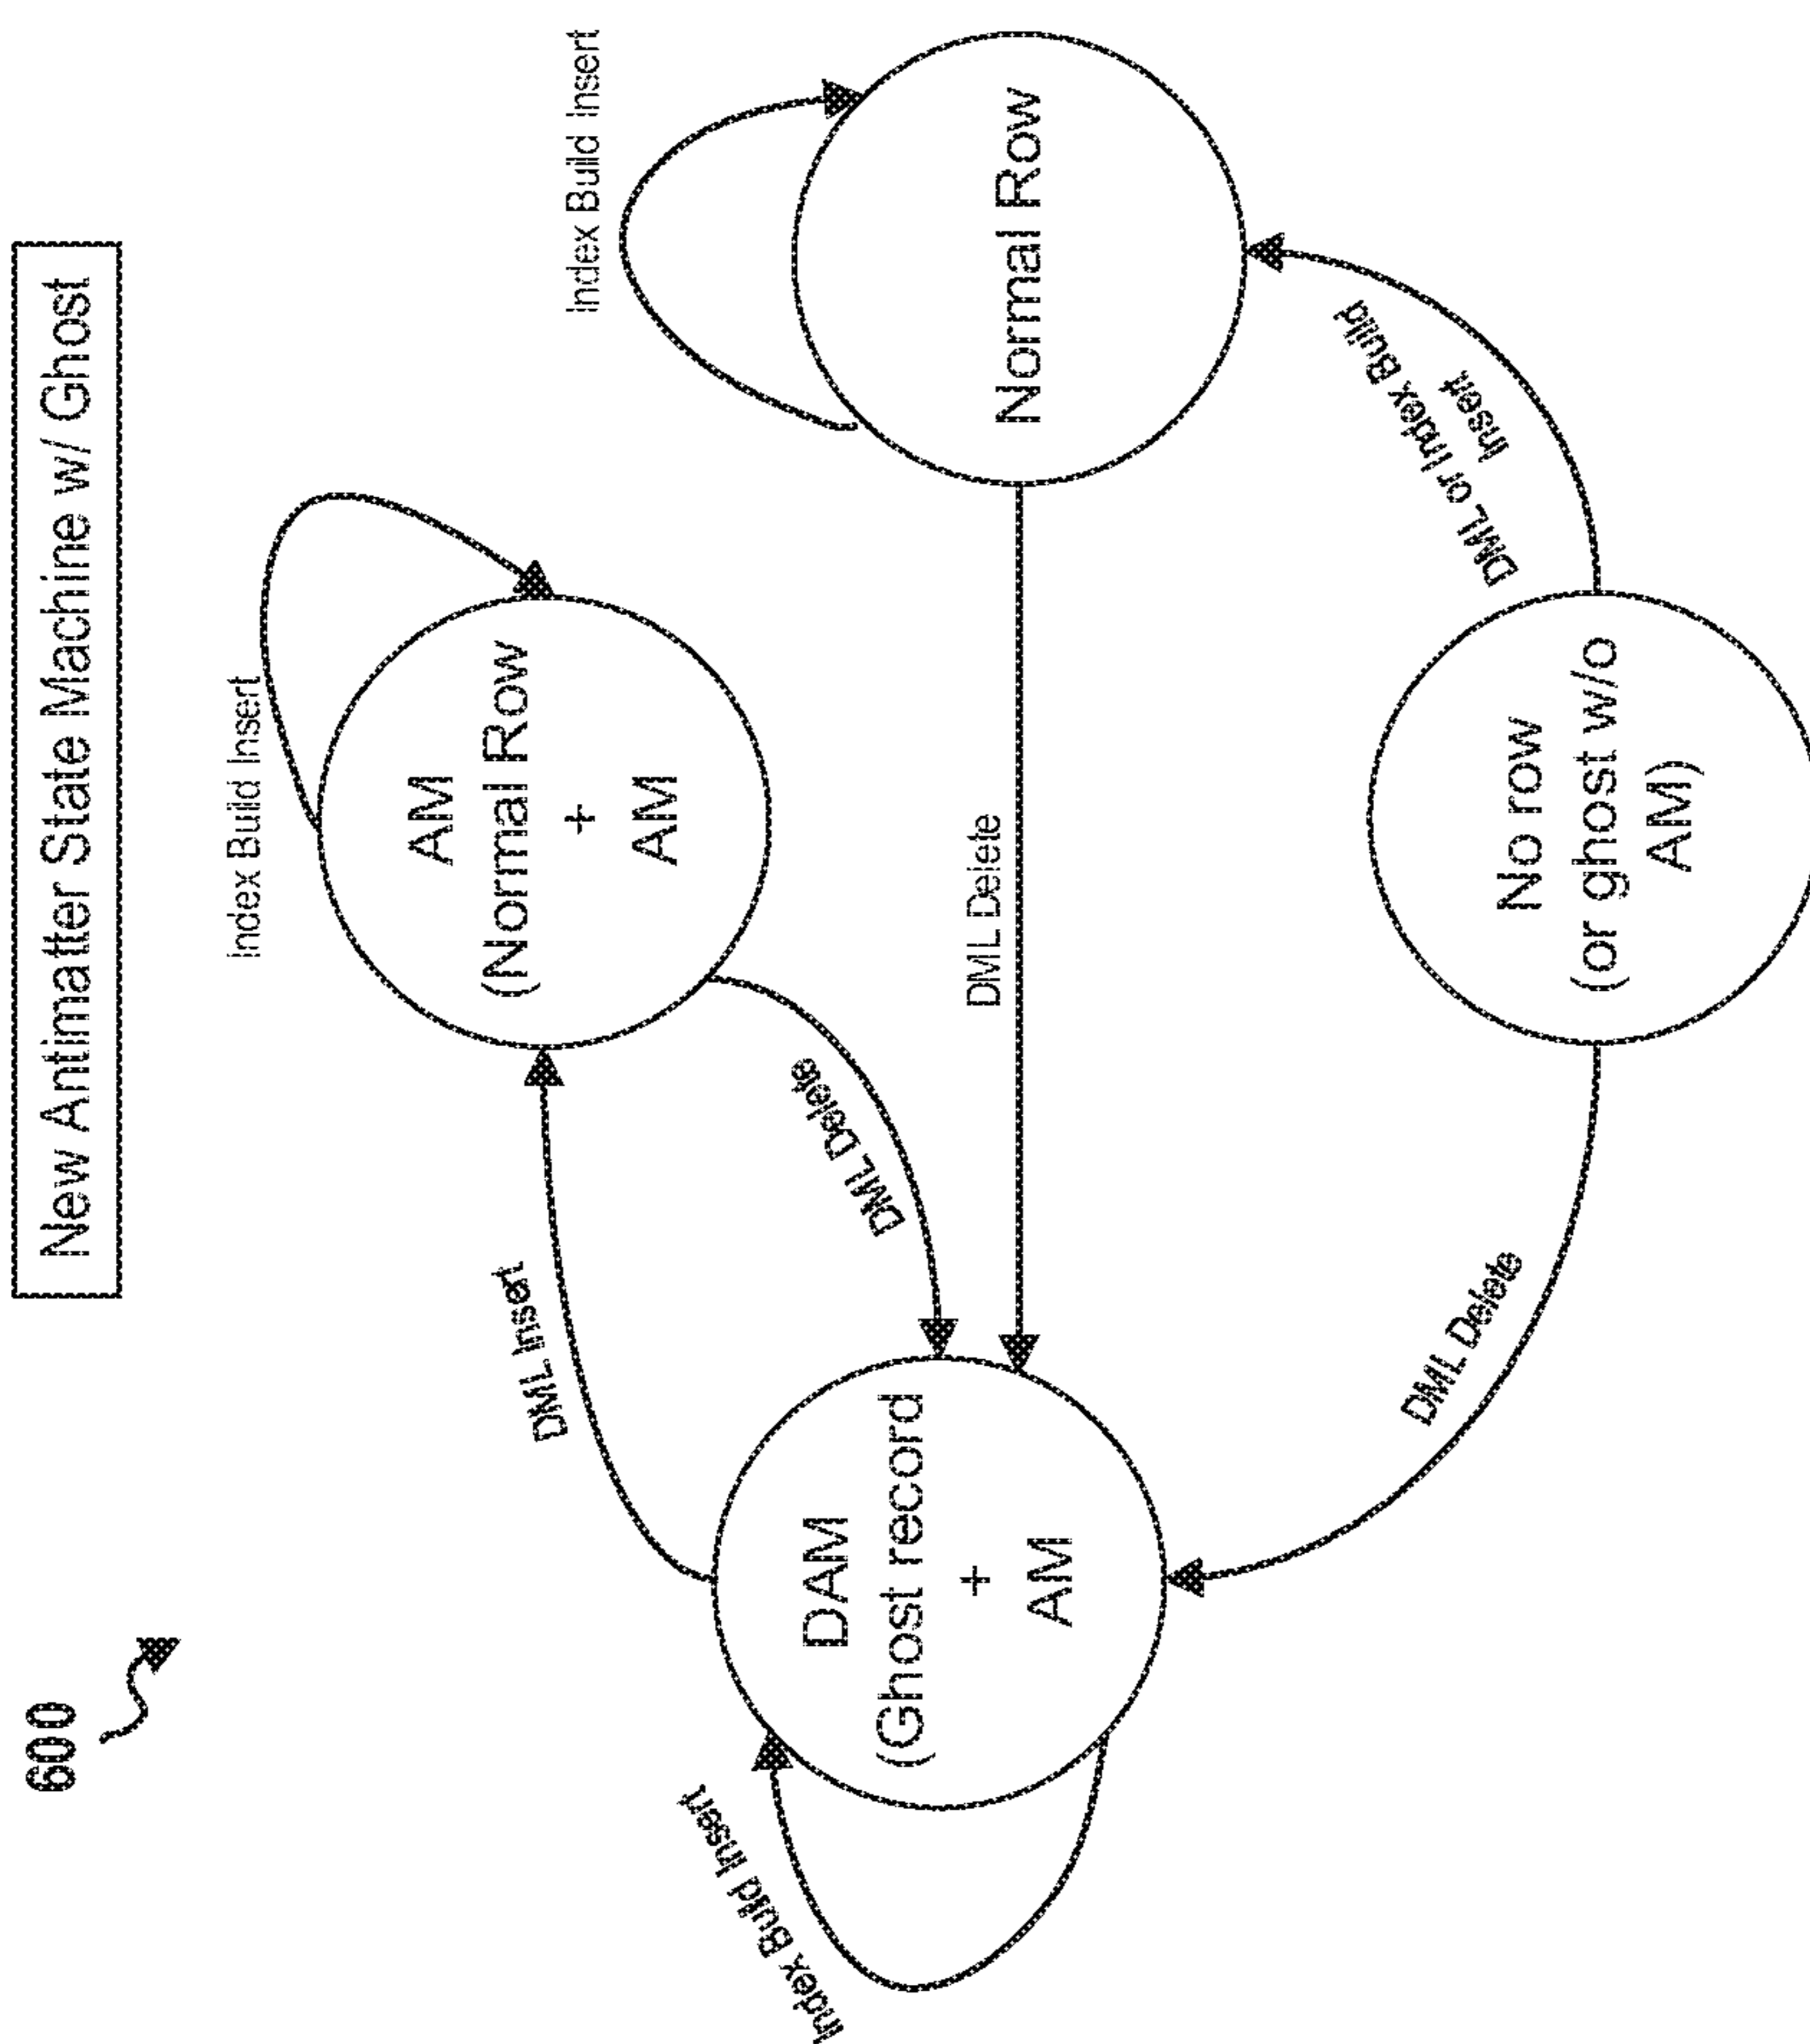 600
New Antimatter State Machine w/ Ghost
Index Build Insert
AM
(Normal Row
+
AM
Index Build Insert
DML Insert
DML Delete
Index Build Insert
DAM
(Ghost record
+
AM
DML Delete
Normal Row
DML Delete
DML or Index Build
Insert
No row
(or ghost w/o
AM)